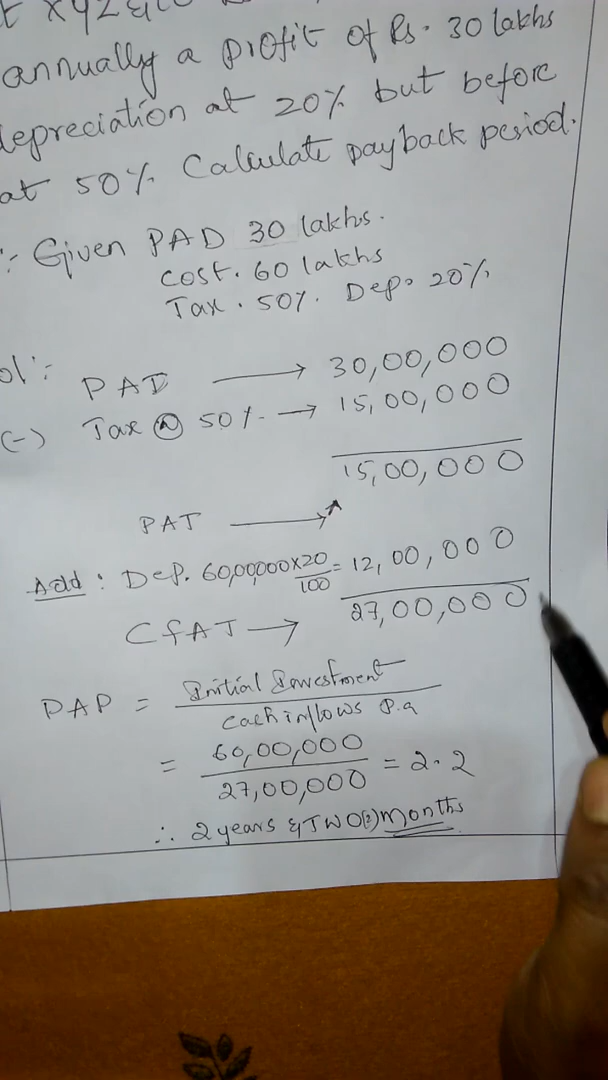 XYZ &
annually a profit of Rs. 30 lakhs
depreciation at 20% but before
at 50% Calculate payback period.
:- Given PAD 30 lakhs.
Cost. 60 lakhs
Tax. 50%. Dep. 20%
ol:-
PAD → 30,00,000
(-) Tax @ 50% → 15,00,000
15,00,000
PAT →
Add: Dep. 60,00,000 x 20/100 = 12,00,000
CFAT → 27,00,000
PAP = Initial Investment / Cash inflows P.a
= 60,00,000 / 27,00,000 = 2.2
∴ 2 years & TWO(2) months